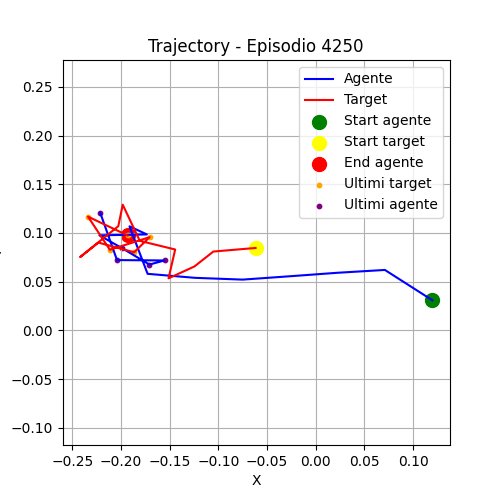 Trajectory - Episodio 4250
Agente
Target
Start agente
Start target
End agente
Ultimi target
Ultimi agente
0.25
0.20
0.15
0.10
0.05
0.00
−0.05
−0.10
−0.25 −0.20 −0.15 −0.10 −0.05 0.00 0.05 0.10
X